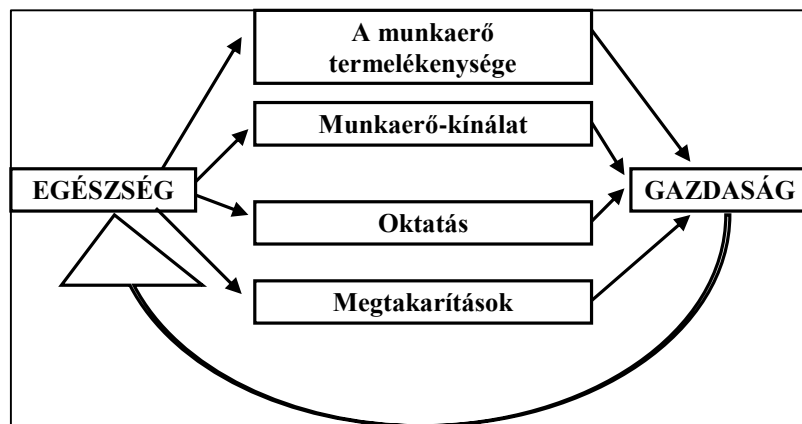 A munkaerő
termelékenysége
Munkaerő-kínálat
EGÉSZSÉG
GAZDASÁG
Oktatás
Megtakarítások